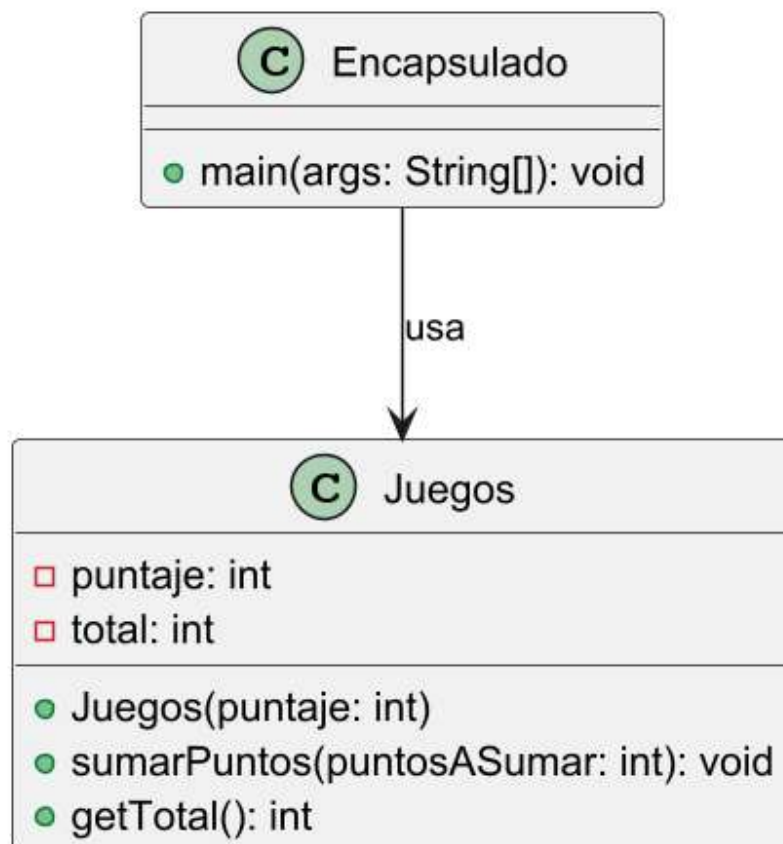 C Encapsulado
main(args: String[]): void
usa
C Juegos
puntaje: int
total: int
Juegos(puntaje: int)
sumarPuntos(puntosASumar: int): void
getTotal(): int